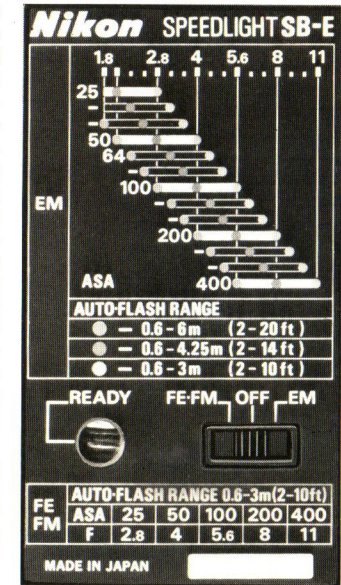 Nikon SPEEDLIGHT SB-E
1.8 2.8 4 5.6 8 11
25
50
64
100
EM
200
400
ASA
AUTO-FLASH RANGE
– 0.6-6m (2-20ft)
– 0.6-4.25m (2-14ft)
– 0.6-3m (2-10ft)
READY FE·FM OFF EM
FE FM
AUTO-FLASH RANGE 0.6-3m(2-10ft)
ASA 25 50 100 200 400
F 2.8 4 5.6 8 11
MADE IN JAPAN